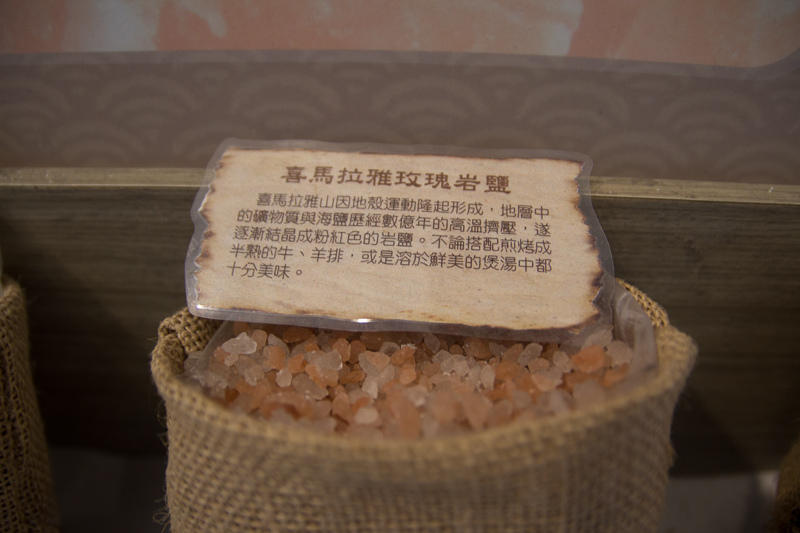 喜馬拉雅玫瑰岩鹽
喜馬拉雅山因地殼運動隆起形成，地層中
的礦物質與海鹽歷經數億年的高溫擠壓，遂
逐漸結晶成粉紅色的岩鹽。不論搭配煎烤成
半熟的牛、羊排，或是溶於鮮美的煲湯中都
十分美味。